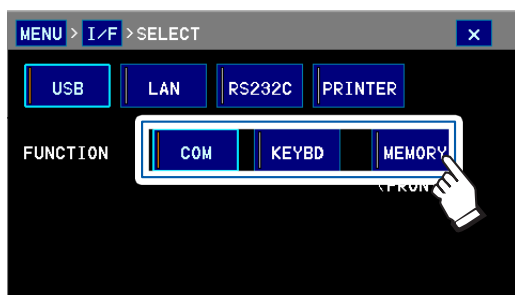 MENU > I/F >SELECT x
USB LAN RS232C PRINTER
FUNCTION COM KEYBD MEMORY